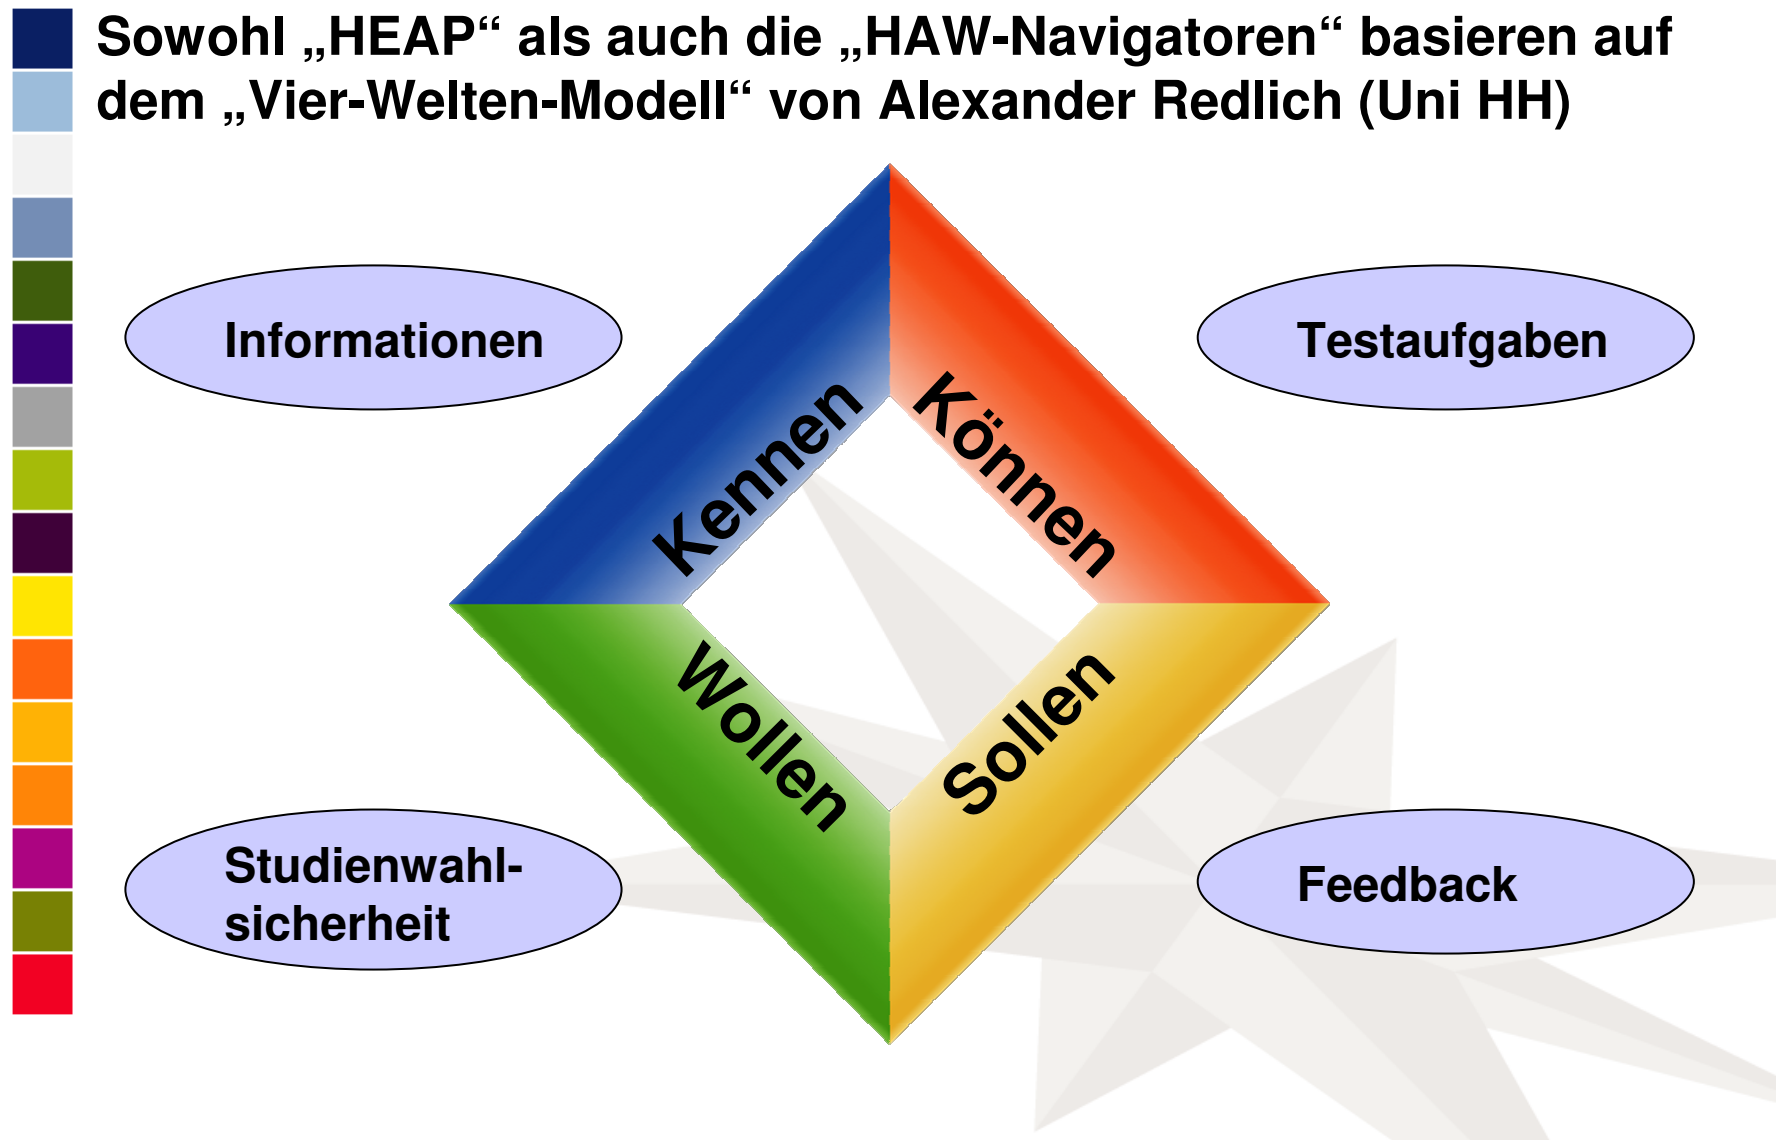 Sowohl „HEAP“ als auch die „HAW-Navigatoren“ basieren auf
dem „Vier-Welten-Modell“ von Alexander Redlich (Uni HH)
Informationen
Testaufgaben
Kennen
Können
Wollen
Sollen
Studienwahl-
sicherheit
Feedback